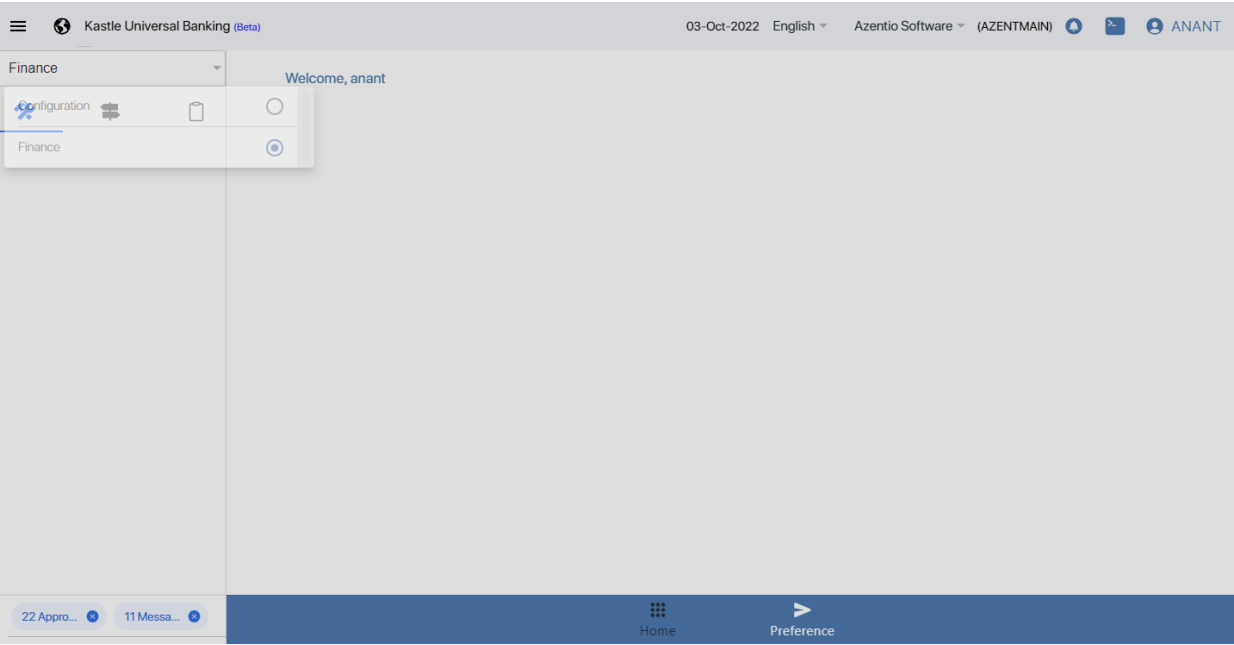 Kastle Universal Banking (Beta) 03-Oct-2022 English Azentio Software (AZENTMAIN) ANANT
Finance
Welcome, anant
Configuration
Finance
22 Appro... 11 Messa...
Home Preference